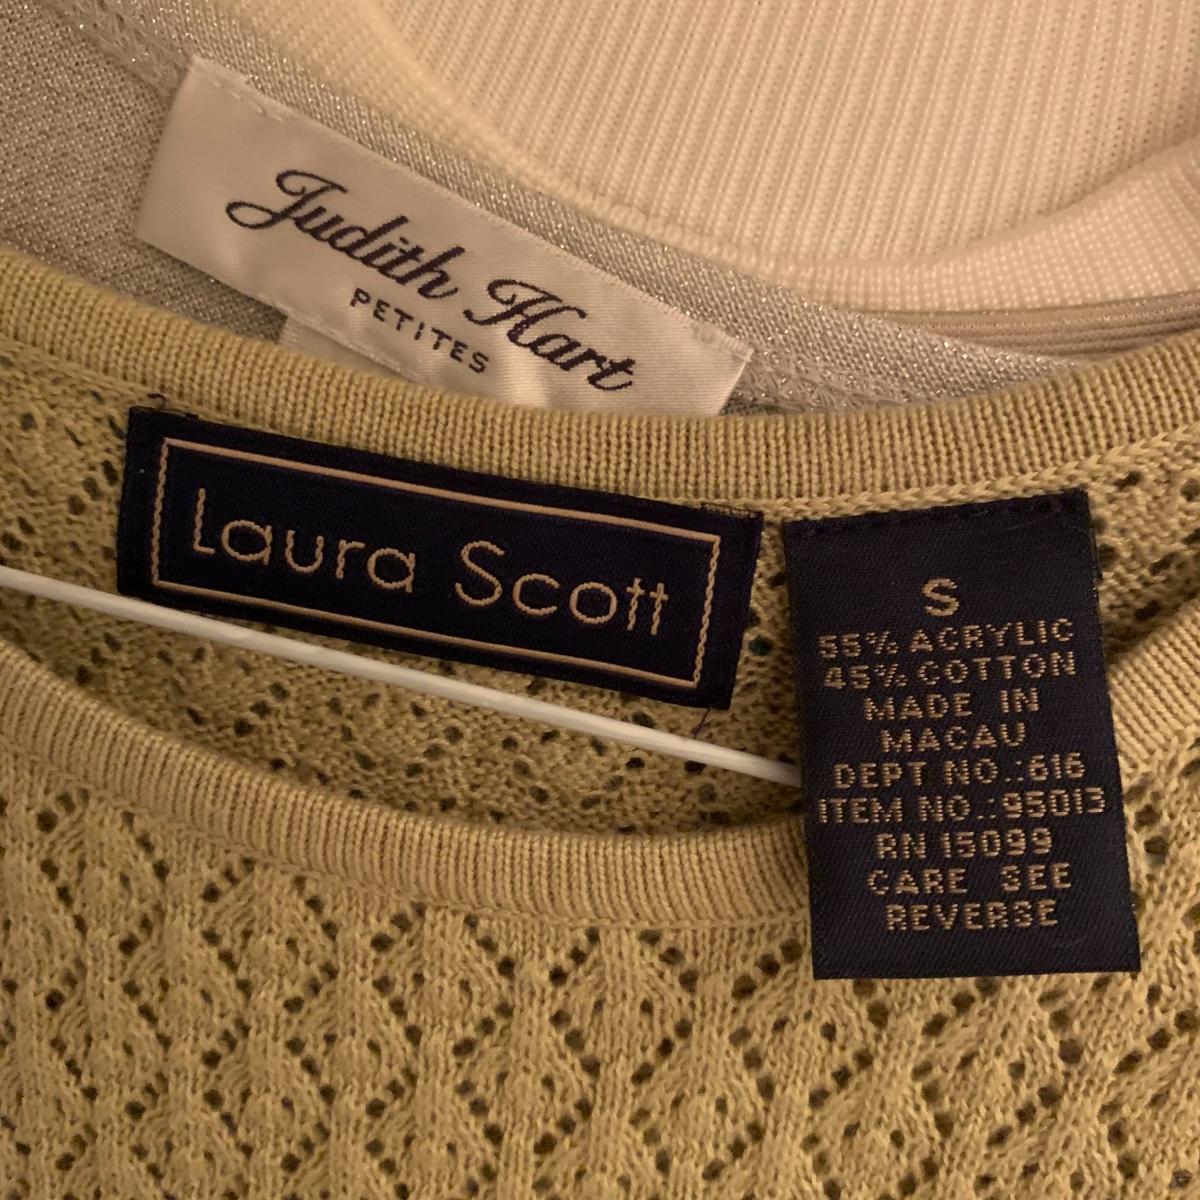 Judith Hart
PETITES
Laura Scott
S
55% ACRYLIC
45% COTTON
MADE IN
MACAU
DEPT NO.:616
ITEM NO.:95013
RN 15099
CARE SEE
REVERSE